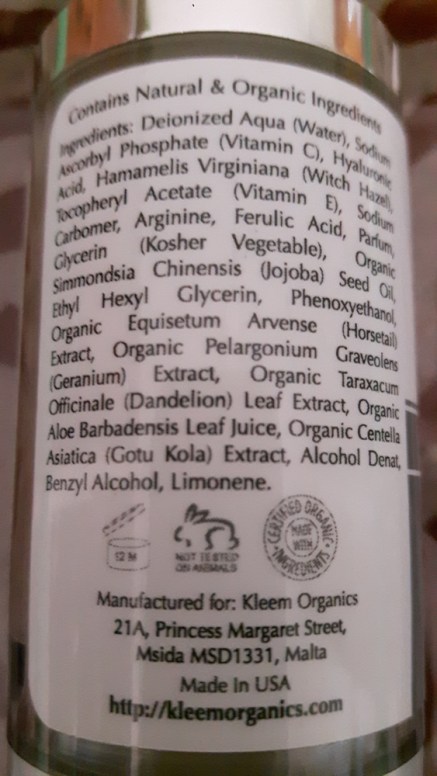 Contains Natural & Organic Ingredients
Ingredients: Deionized Aqua (Water), Sodium
Ascorbyl Phosphate (Vitamin C), Hyaluronic
Acid, Hamamelis Virginiana (Witch Hazel),
Tocopheryl Acetate (Vitamin E), Sodium
Carbomer, Arginine, Ferulic Acid, Parfum,
Glycerin (Kosher Vegetable), Organic
Simmondsia Chinensis (Jojoba) Seed Oil,
Ethyl Hexyl Glycerin, Phenoxyethanol,
Organic Equisetum Arvense (Horsetail)
Extract, Organic Pelargonium Graveolens
(Geranium) Extract, Organic Taraxacum
Officinale (Dandelion) Leaf Extract, Organic
Aloe Barbadensis Leaf Juice, Organic Centella
Asiatica (Gotu Kola) Extract, Alcohol Denat,
Benzyl Alcohol, Limonene.
12 M
NOT TESTED
ON ANIMALS
CERTIFIED ORGANIC
MADE
WITH
INGREDIENTS
Manufactured for: Kleem Organics
21A, Princess Margaret Street,
Msida MSD1331, Malta
Made In USA
http://kleemorganics.com